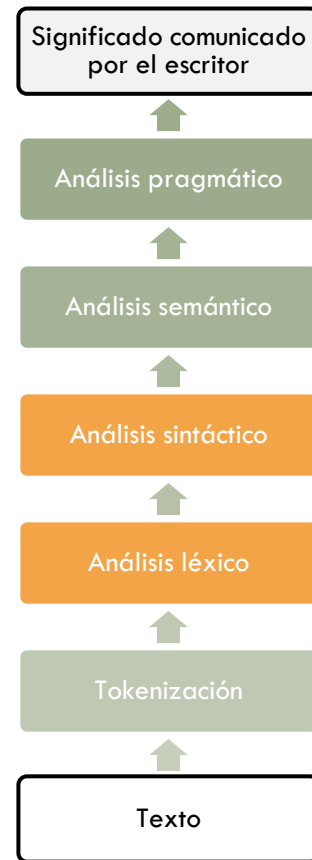 Significado comunicado
por el escritor
Análisis pragmático
Análisis semántico
Análisis sintáctico
Análisis léxico
Tokenización
Texto